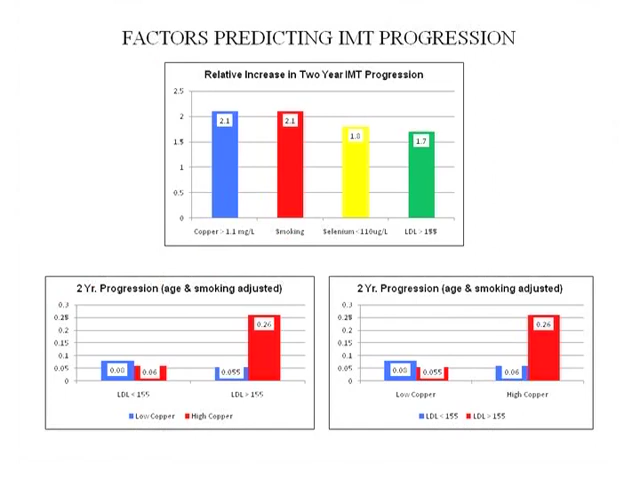 FACTORS PREDICTING IMT PROGRESSION
Relative Increase in Two Year IMT Progression
2.5
2
1.5
1
0.5
0
2.1
2.1
1.8
1.7
Copper > 1.1 mg/L
Smoking
Selenium < 110ug/L
LDL > 155
2 Yr. Progression (age & smoking adjusted)
0.3
0.25
0.2
0.15
0.1
0.05
0
0.08
0.06
0.055
0.26
LDL < 155
LDL > 155
Low Copper
High Copper
2 Yr. Progression (age & smoking adjusted)
0.3
0.25
0.2
0.15
0.1
0.05
0
0.08
0.055
0.06
0.26
Low Copper
High Copper
LDL < 155
LDL > 155